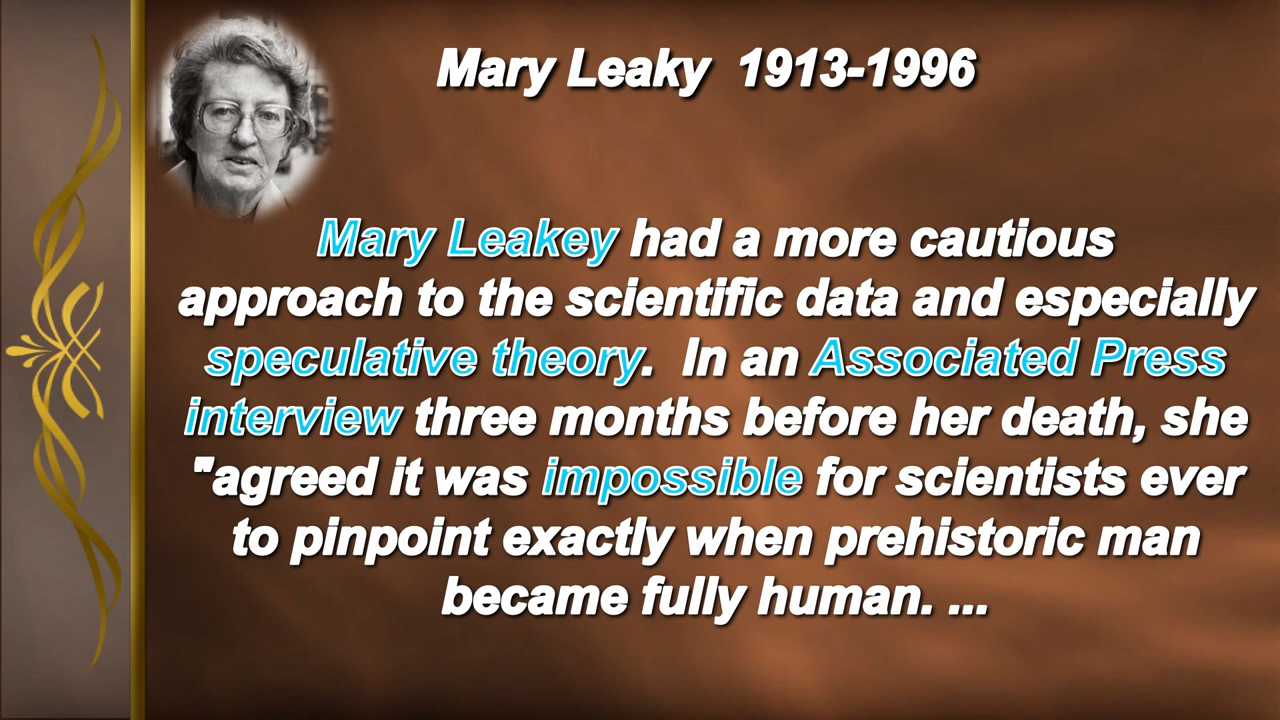 Mary Leaky 1913-1996
Mary Leakey had a more cautious
approach to the scientific data and especially
speculative theory. In an Associated Press
interview three months before her death, she
"agreed it was impossible for scientists ever
to pinpoint exactly when prehistoric man
became fully human. ...